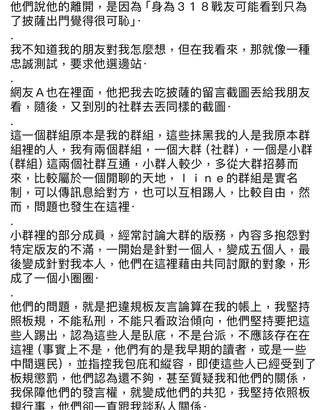 他們說他的離開，是因為「身為３１８戰友可能看到只為
了披薩出門覺得很可恥」.
.
我不知道我的朋友對我怎麼想，但在我看來，那就像一種
忠誠測試，要求他選邊站.
.
網友Ａ也在裡面，他把我去吃披薩的留言截圖丟給我朋友
看，隨後，又到別的社群去丟同樣的截圖.
.
這一個群組原本是我的群組，這些抹黑我的人是我原本群
組裡的人，我有兩個群組，一個大群（社群），一個是小群
（群組）這兩個社群互通，小群人較少，多從大群招募而
來，比較屬於一個閒聊的天地，ｌｉｎｅ的群組是實名
制，可以傳訊息給對方，也可以互相踢人，比較自由，然
而，問題也發生在這裡.
.
小群裡的部分成員，經常討論大群的版務，內容多抱怨對
特定版友的不滿，一開始是針對一個人，變成五個人，最
後變成針對我本人，他們在這裡藉由共同討厭的對象，形
成了一個小圈圈.
.
他們的問題，就是把違規板友言論算在我的帳上，我堅持
照板規，不能私刑，不能只看政治傾向，他們堅持要把這
些人踢出，認為這些人是臥底，不是台派，不應該存在在
這裡（事實上不是，他們有的是我早期的讀者，或是一些
中間選民），並指控我包庇和縱容，即使這些人已經受到了
板規懲罰，他們認為還不夠，甚至質疑我和他們的關係，
我保障他們的發言權，就變成他們的共犯，我堅持依照板
規行事，他們卻一直跟我談私人關係.